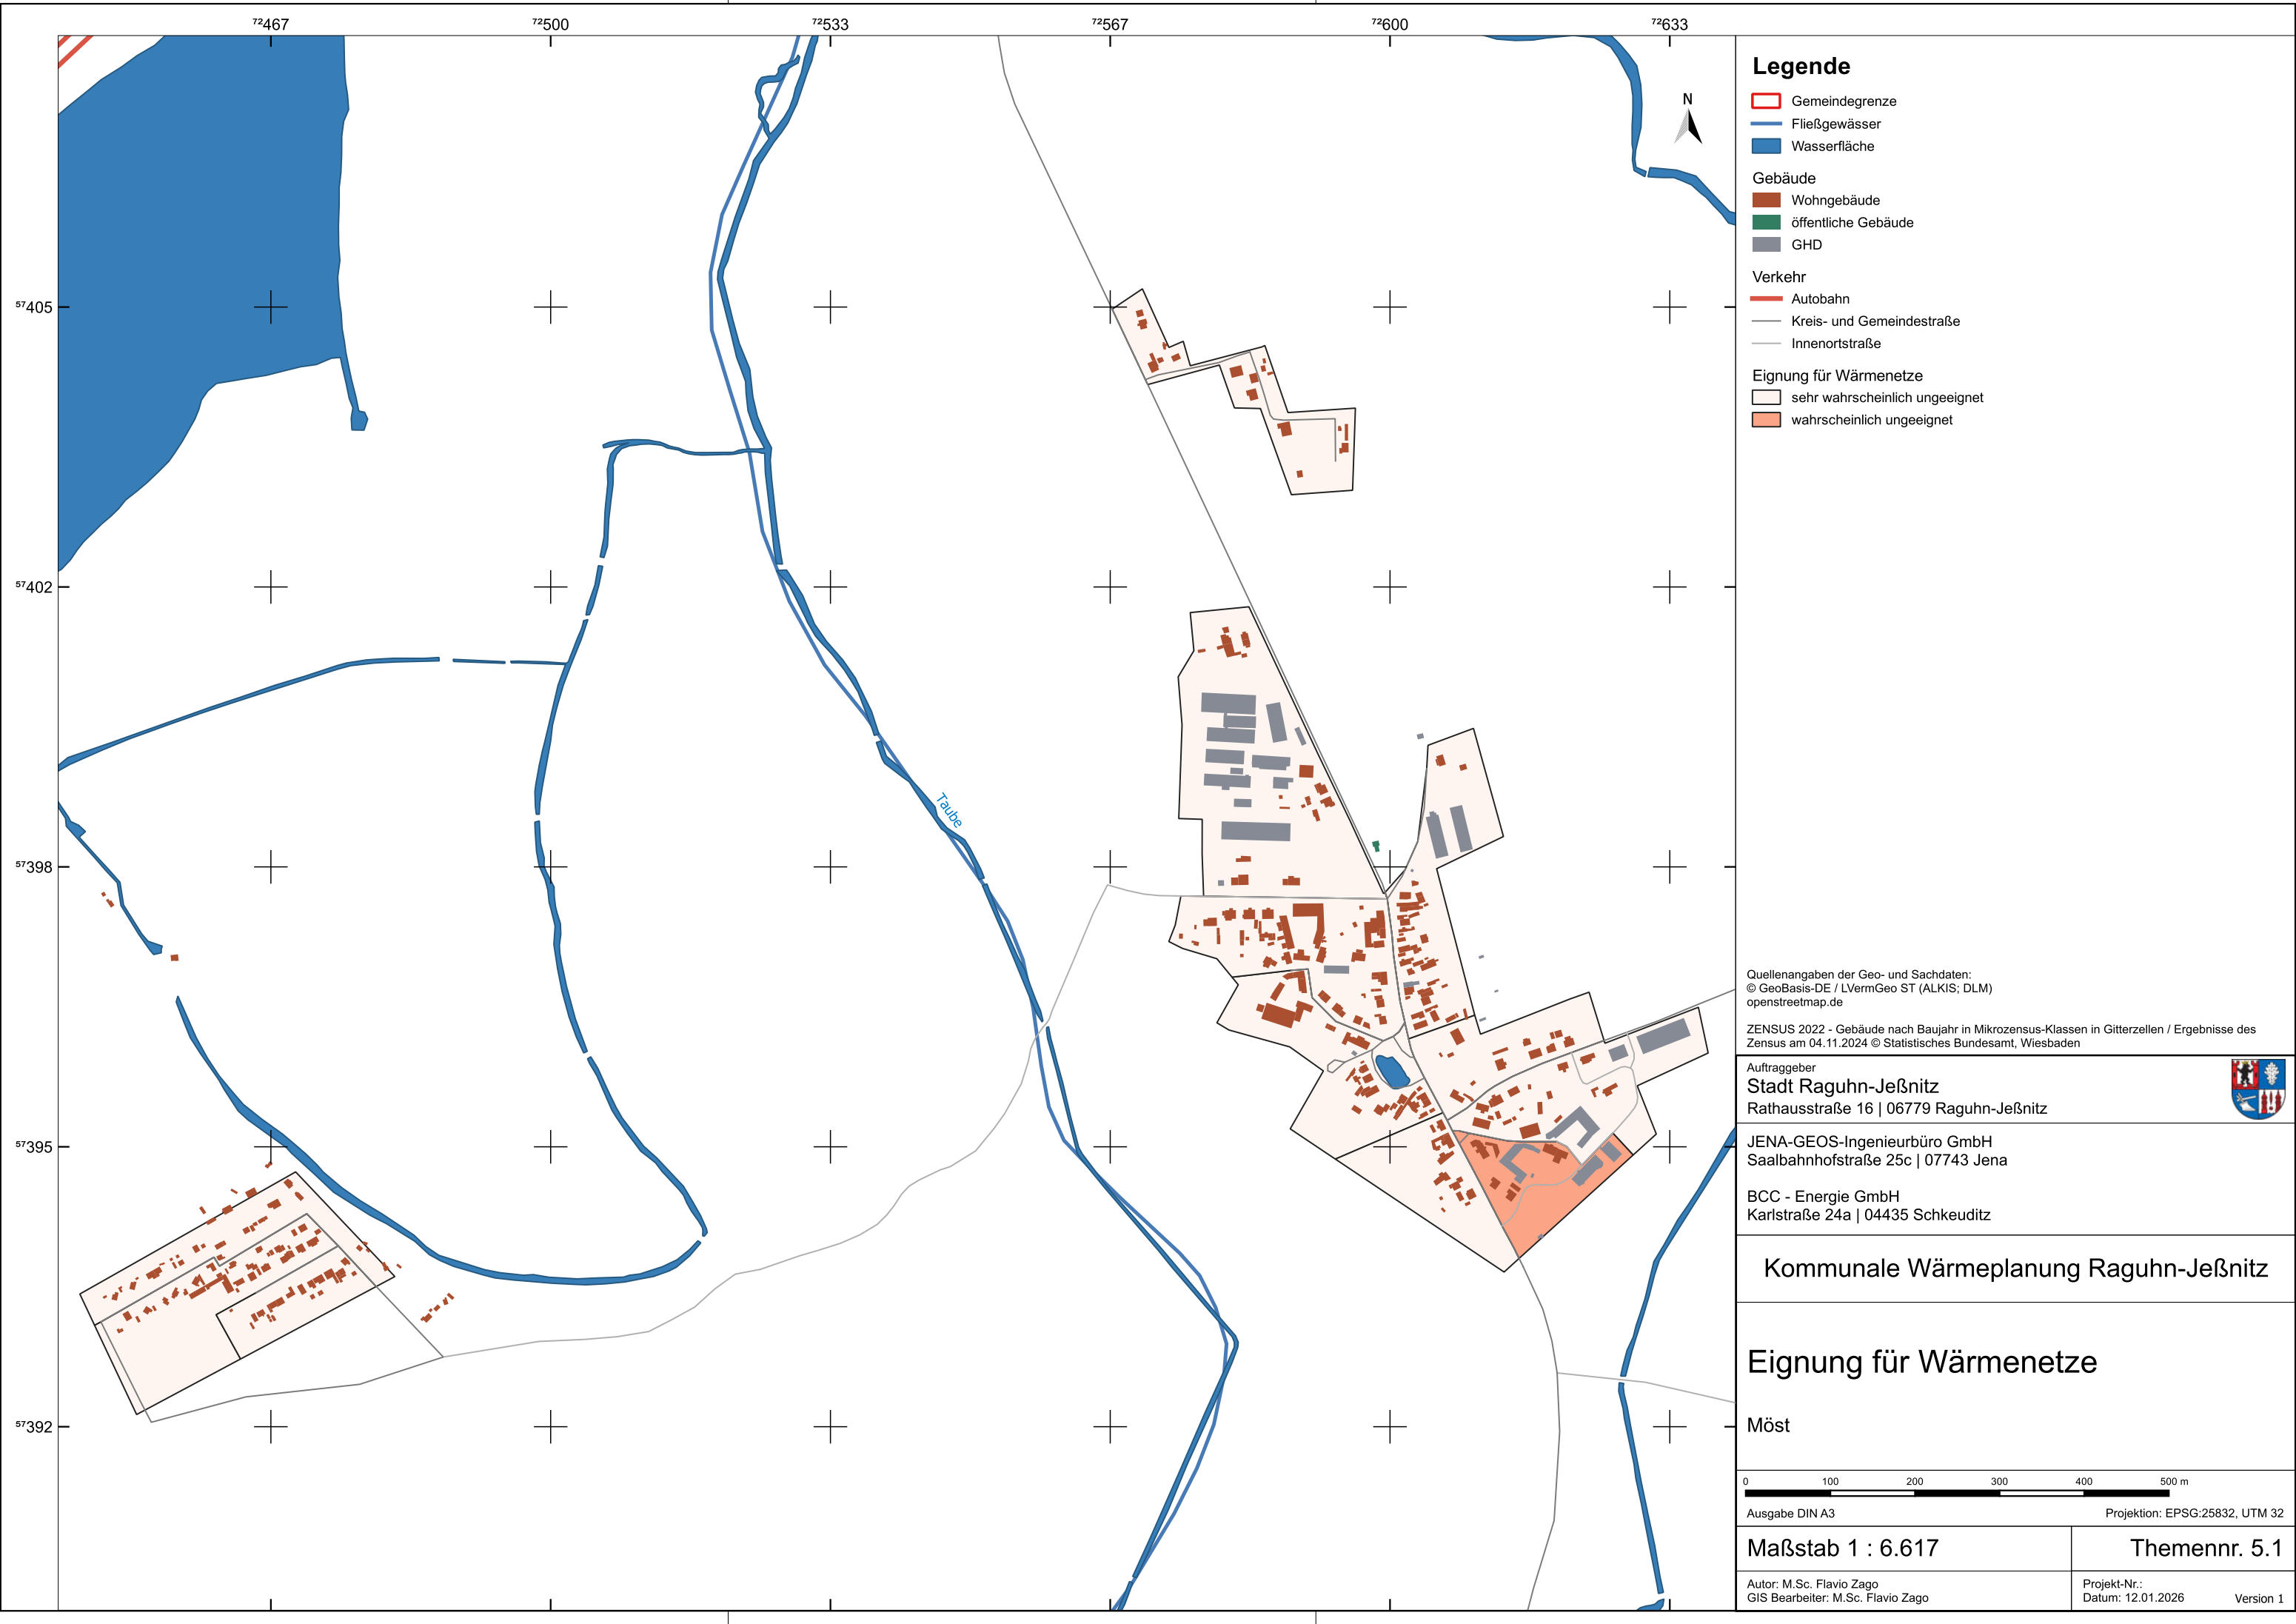 72467
72500
72533
72567
72600
72633
57405
57402
57398
57395
57392
N
Taube
Legende
Gemeindegrenze
Fließgewässer
Wasserfläche
Gebäude
Wohngebäude
öffentliche Gebäude
GHD
Verkehr
Autobahn
Kreis- und Gemeindestraße
Innenortstraße
Eignung für Wärmenetze
sehr wahrscheinlich ungeeignet
wahrscheinlich ungeeignet
Quellenangaben der Geo- und Sachdaten:
© GeoBasis-DE / LVermGeo ST (ALKIS; DLM)
openstreetmap.de
ZENSUS 2022 - Gebäude nach Baujahr in Mikrozensus-Klassen in Gitterzellen / Ergebnisse des
Zensus am 04.11.2024 © Statistisches Bundesamt, Wiesbaden
Auftraggeber
Stadt Raguhn-Jeßnitz
Rathausstraße 16 | 06779 Raguhn-Jeßnitz
JENA-GEOS-Ingenieurbüro GmbH
Saalbahnhofstraße 25c | 07743 Jena
BCC - Energie GmbH
Karlstraße 24a | 04435 Schkeuditz
Kommunale Wärmeplanung Raguhn-Jeßnitz
Eignung für Wärmenetze
Möst
0 100 200 300 400 500 m
Ausgabe DIN A3 Projektion: EPSG:25832, UTM 32
Maßstab 1 : 6.617 Themennr. 5.1
Autor: M.Sc. Flavio Zago
GIS Bearbeiter: M.Sc. Flavio Zago
Projekt-Nr.:
Datum: 12.01.2026 Version 1